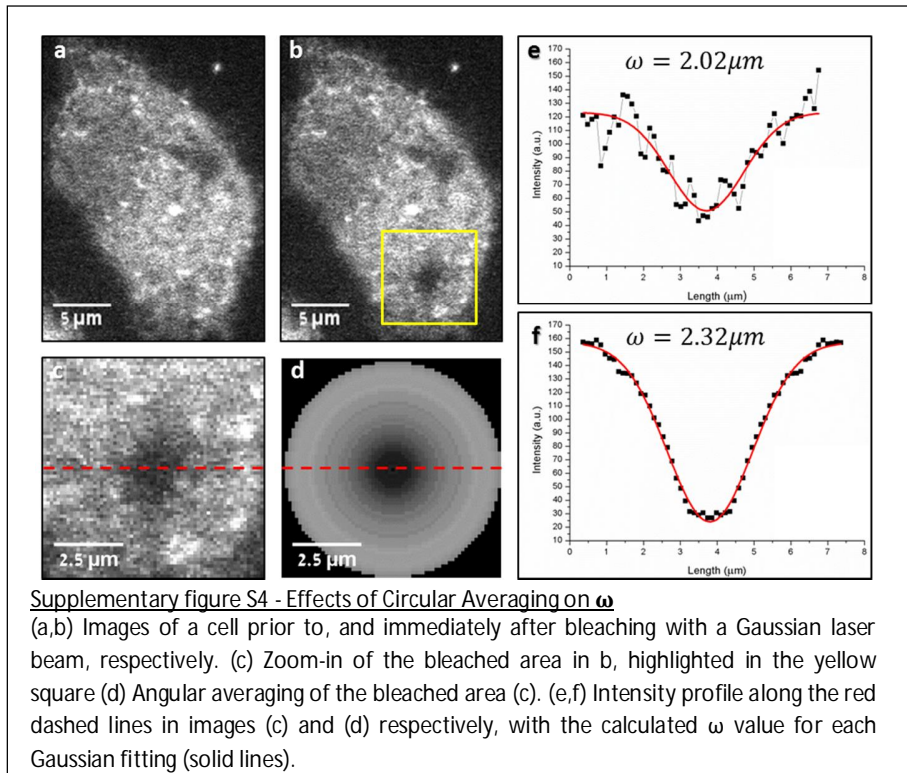 a
b
5 µm
5 µm
c
d
2.5 µm
2.5 µm
e
ω = 2.02μm
170
160
150
140
130
120
110
100
90
80
70
60
50
40
30
20
10
Intensity (a.u.)
0 1 2 3 4 5 6 7 8
Length (μm)
f
ω = 2.32μm
170
160
150
140
130
120
110
100
90
80
70
60
50
40
30
20
10
Intensity (a.u.)
0 1 2 3 4 5 6 7 8
Length (μm)
Supplementary figure S4 - Effects of Circular Averaging on ω
(a,b) Images of a cell prior to, and immediately after bleaching with a Gaussian laser
beam, respectively. (c) Zoom-in of the bleached area in b, highlighted in the yellow
square (d) Angular averaging of the bleached area (c). (e,f) Intensity profile along the red
dashed lines in images (c) and (d) respectively, with the calculated ω value for each
Gaussian fitting (solid lines).